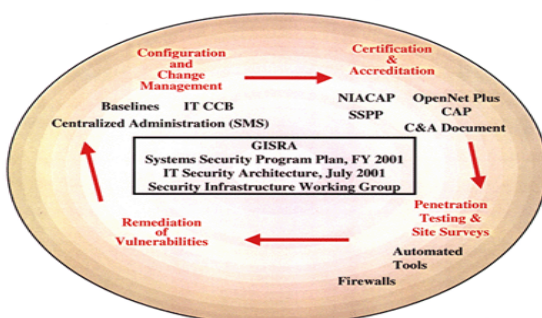 Configuration
and
Change
Management
Certification
&
Accreditation
Baselines IT CCB
Centralized Administration (SMS)
NIACAP
SSPP
OpenNet Plus
CAP
C&A Document
GISRA
Systems Security Program Plan, FY 2001
IT Security Architecture, July 2001
Security Infrastructure Working Group
Remediation
of
Vulnerabilities
Penetration
Testing &
Site Surveys
Automated
Tools
Firewalls